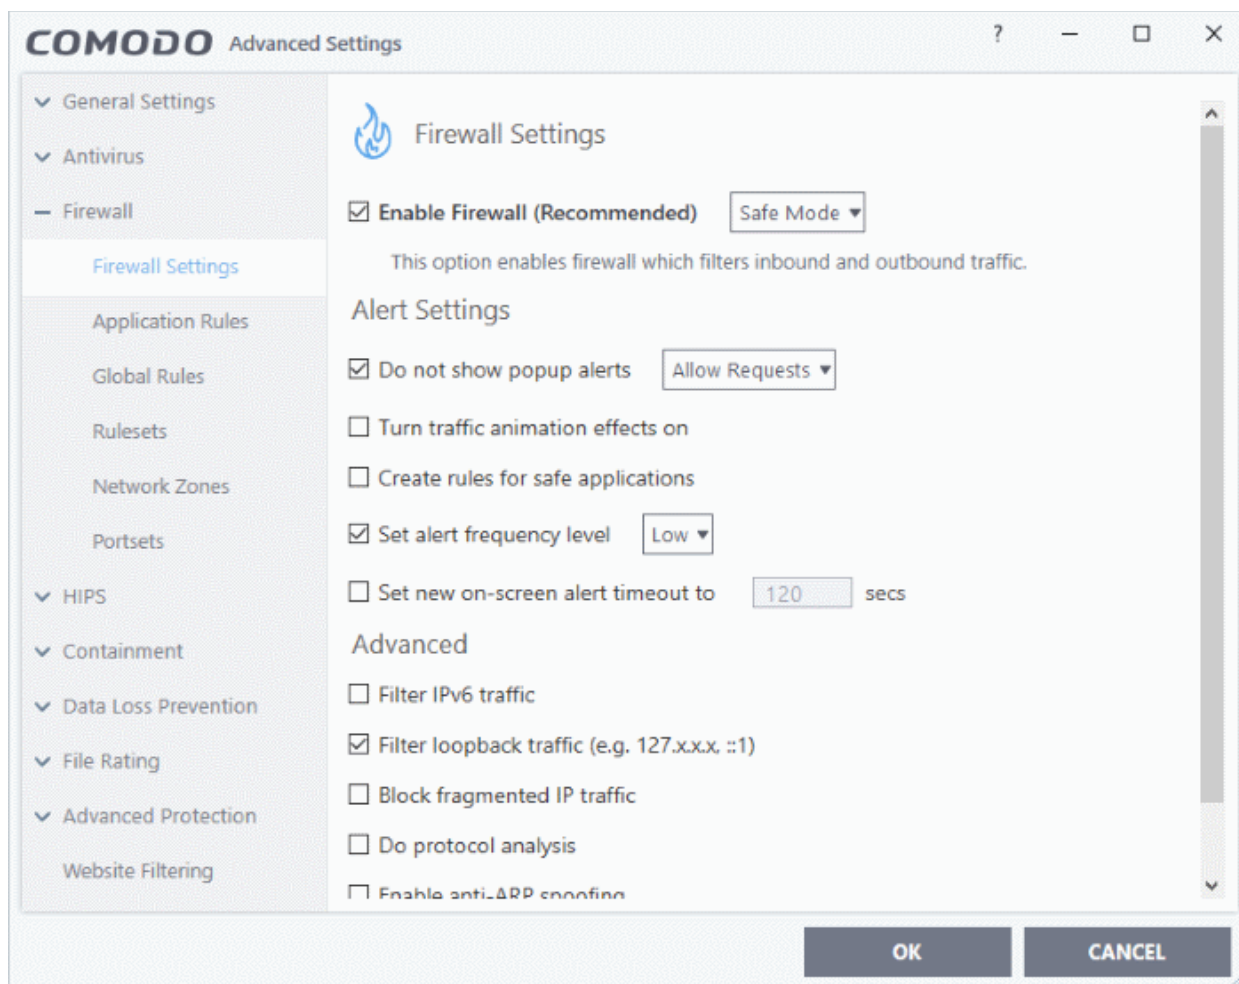 COMODO Advanced Settings ?
General Settings
Antivirus
Firewall
Firewall Settings
Application Rules
Global Rules
Rulesets
Network Zones
Portsets
HIPS
Containment
Data Loss Prevention
File Rating
Advanced Protection
Website Filtering
Firewall Settings
Enable Firewall (Recommended) Safe Mode
This option enables firewall which filters inbound and outbound traffic.
Alert Settings
Do not show popup alerts Allow Requests
Turn traffic animation effects on
Create rules for safe applications
Set alert frequency level Low
Set new on-screen alert timeout to 120 secs
Advanced
Filter IPv6 traffic
Filter loopback traffic (e.g. 127.x.x.x, ::1)
Block fragmented IP traffic
Do protocol analysis
Enable anti-ARP spoofing
OK CANCEL